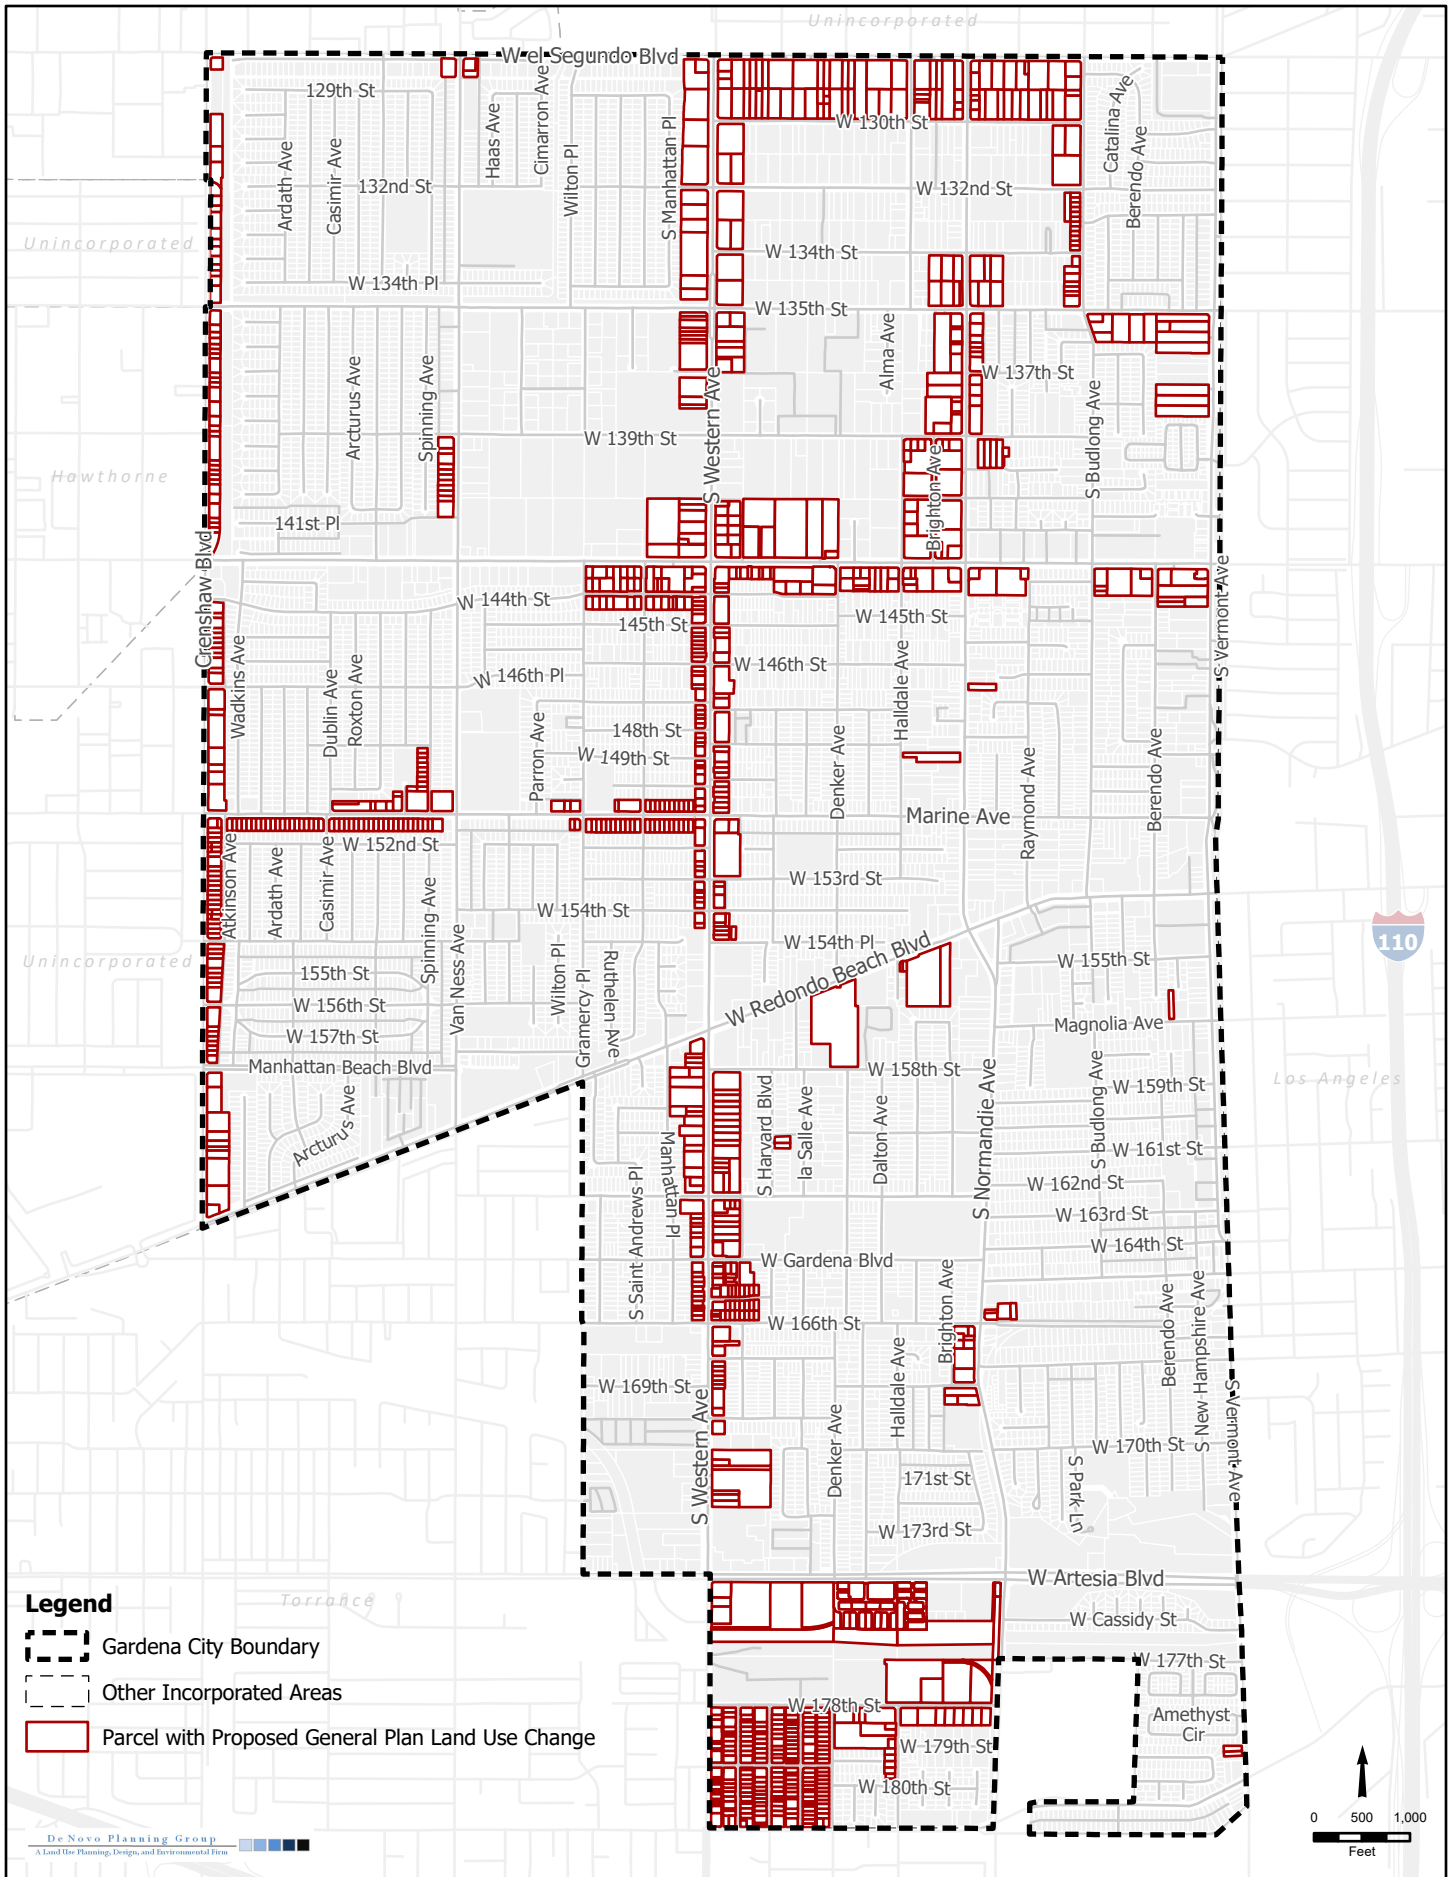 Unincorporated
W el Segundo Blvd
129th St
Haas Ave
Cimarron Ave
Wilton Pl
S Manhattan Pl
W 130th St
Catalina Ave
Berendo Ave
Ardath Ave
Casimir Ave
132nd St
W 132nd St
Unincorporated
W 134th St
W 134th Pl
W 135th St
Arcturus Ave
Spinning Ave
S Western Ave
Alma Ave
W 137th St
S Budlong Ave
W 139th St
Hawthorne
Brighton Ave
141st Pl
Crenshaw Blvd
S Vermont Ave
W 144th St
145th St
W 145th St
Wadkins Ave
Dublin Ave
Roxton Ave
W 146th Pl
W 146th St
Halldale Ave
Parron Ave
148th St
W 149th St
Denker Ave
Raymond Ave
Berendo Ave
Marine Ave
Atkinson Ave
Ardath Ave
Casimir Ave
W 152nd St
Spinning Ave
W 153rd St
W 154th St
110
Van Ness Ave
Wilton Pl
Gramercy Pl
Ruthelen Ave
W 154th Pl
W Redondo Beach Blvd
Unincorporated
155th St
W 155th St
W 156th St
W 157th St
Magnolia Ave
Manhattan Beach Blvd
W 158th St
S Normandie Ave
S Budlong Ave
W 159th St
Los Angeles
Arcturu's Ave
S Harvard Blvd
la Salle Ave
Dalton Ave
W 161st St
S Saint Andrews Pl
Manhattan Pl
W 162nd St
W 163rd St
W 164th St
W Gardena Blvd
Brighton Ave
W 166th St
Halldale Ave
Berendo Ave
S New Hampshire Ave
W 169th St
S Western Ave
Denker Ave
S Vermont Ave
W 170th St
171st St
S Park Ln
W 173rd St
W Artesia Blvd
Torrance
W Cassidy St
W 177th St
W 178th St
Amethyst
Cir
W 179th St
W 180th St
Legend
Gardena City Boundary
Other Incorporated Areas
Parcel with Proposed General Plan Land Use Change
De Novo Planning Group
A Land Use Planning, Design, and Environmental Firm
0 500 1,000
Feet